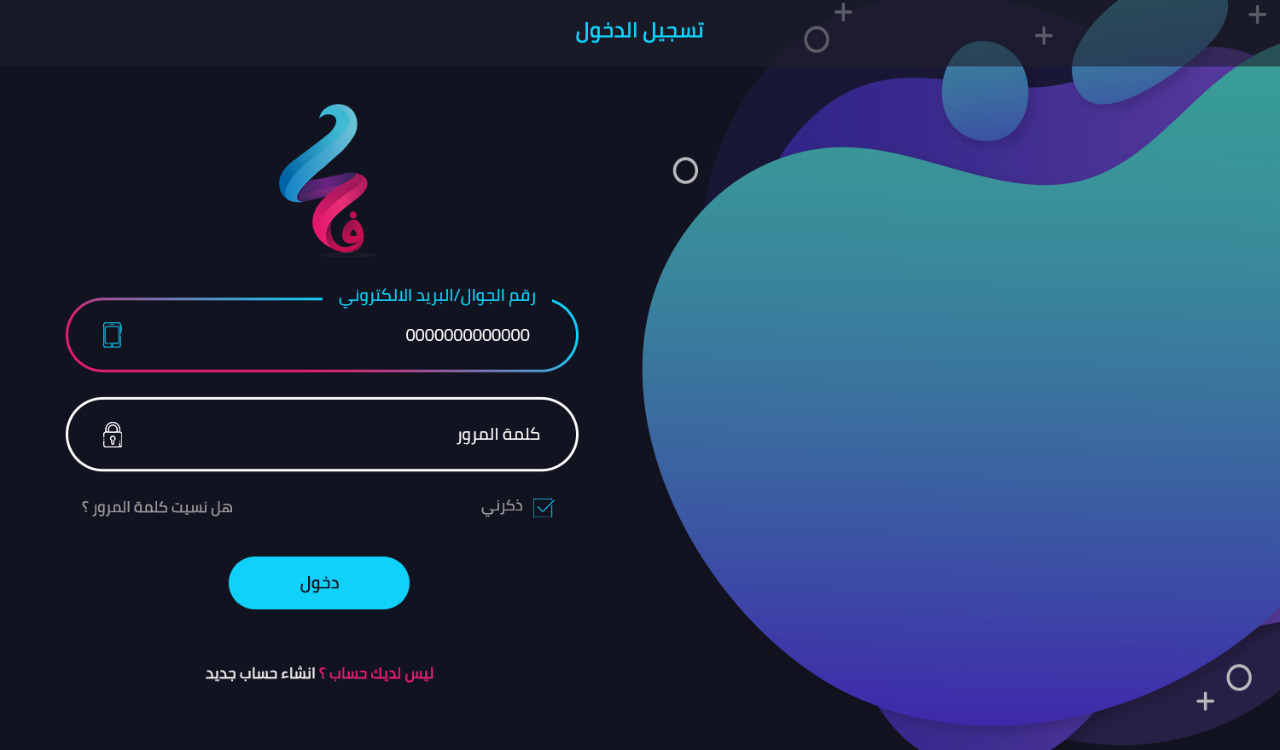 تسجيل الدخول
ف
رقم الجوال/البريد الالكتروني
0000000000000
كلمة المرور
ذكرني
هل نسيت كلمة المرور ؟
دخول
ليس لديك حساب ؟ انشاء حساب جديد